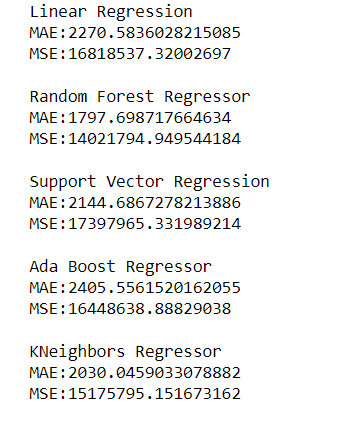 Linear Regression
MAE:2270.5836028215085
MSE:16818537.32002697
Random Forest Regressor
MAE:1797.698717664634
MSE:14021794.949544184
Support Vector Regression
MAE:2144.6867278213886
MSE:17397965.331989214
Ada Boost Regressor
MAE:2405.5561520162055
MSE:16448638.88829038
KNeighbors Regressor
MAE:2030.0459033078882
MSE:15175795.151673162